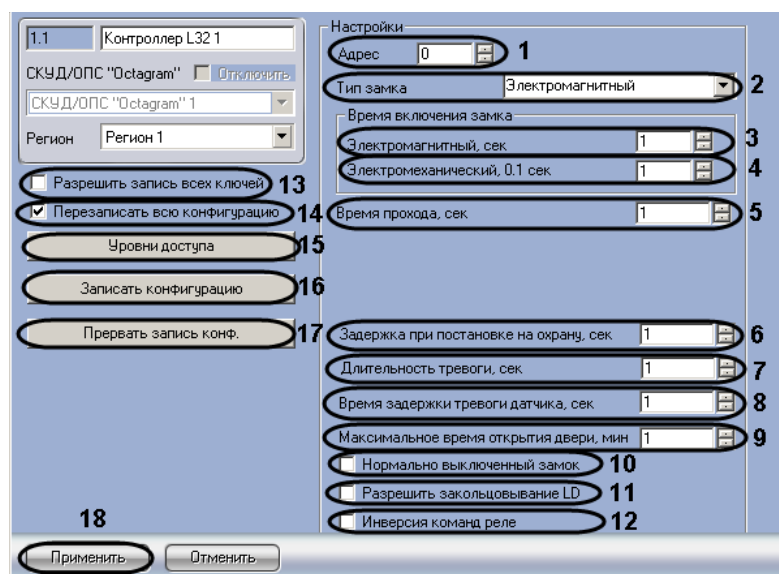 1.1 Контроллер L32 1
СКУД/ОПС "Octagram" Отключить
СКУД/ОПС "Octagram" 1
Регион Регион 1
Разрешить запись всех ключей 13
Перезаписать всю конфигурацию 14
Уровни доступа 15
Записать конфигурацию 16
Прервать запись конф. 17
Настройки
Адрес 0 1
Тип замка Электромагнитный 2
Время включения замка
Электромагнитный, сек 1 3
Электромеханический, 0.1 сек 1 4
Время прохода, сек 1 5
Задержка при постановке на охрану, сек 1 6
Длительность тревоги, сек 1 7
Время задержки тревоги датчика, сек 1 8
Максимальное время открытия двери, мин 1 9
Нормально выключенный замок 10
Разрешить закольцовывание LD 11
Инверсия команд реле 12
18
Применить Отменить